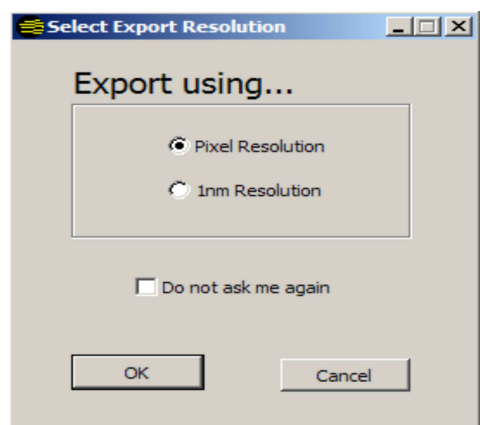 Select Export Resolution
Export using...
Pixel Resolution
1nm Resolution
Do not ask me again
OK
Cancel